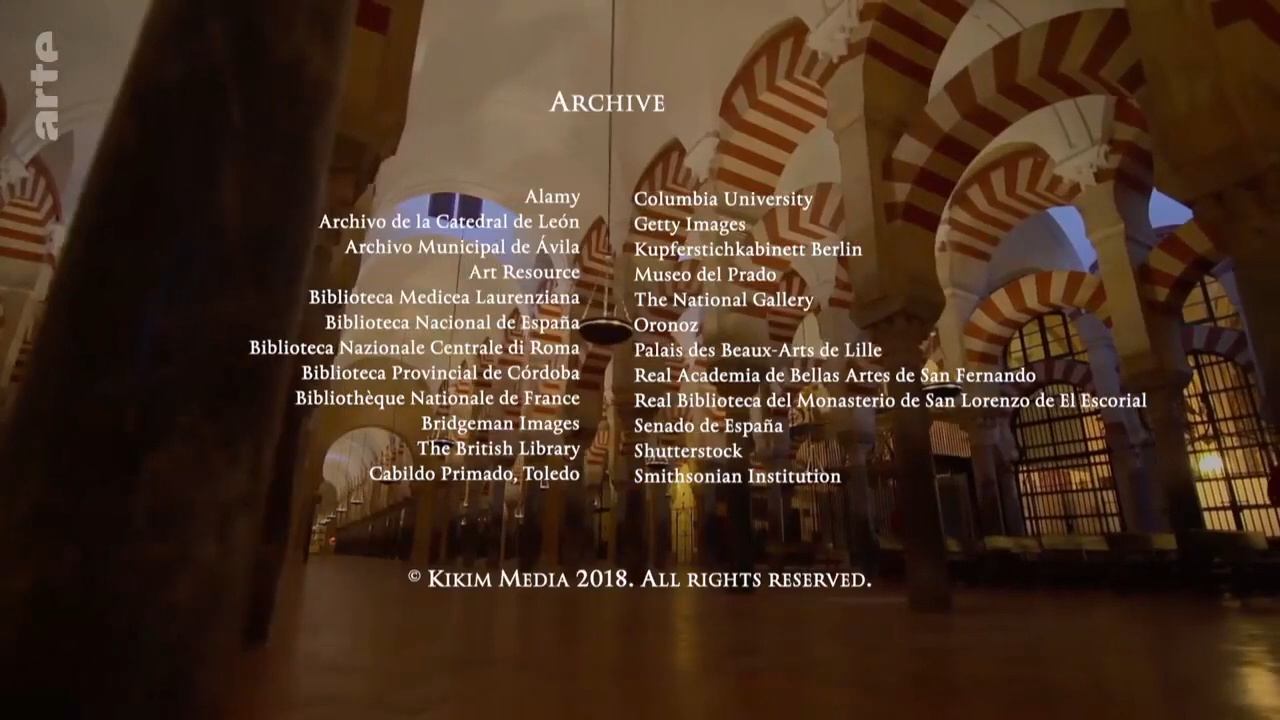 arte
ARCHIVE
Alamy
Archivo de la Catedral de León
Archivo Municipal de Ávila
Art Resource
Biblioteca Medicea Laurenziana
Biblioteca Nacional de España
Biblioteca Nazionale Centrale di Roma
Biblioteca Provincial de Córdoba
Bibliothèque Nationale de France
Bridgeman Images
The British Library
Cabildo Primado, Toledo
Columbia University
Getty Images
Kupferstichkabinett Berlin
Museo del Prado
The National Gallery
Oronoz
Palais des Beaux-Arts de Lille
Real Academia de Bellas Artes de San Fernando
Real Biblioteca del Monasterio de San Lorenzo de El Escorial
Senado de España
Shutterstock
Smithsonian Institution
© KIKIM MEDIA 2018. ALL RIGHTS RESERVED.